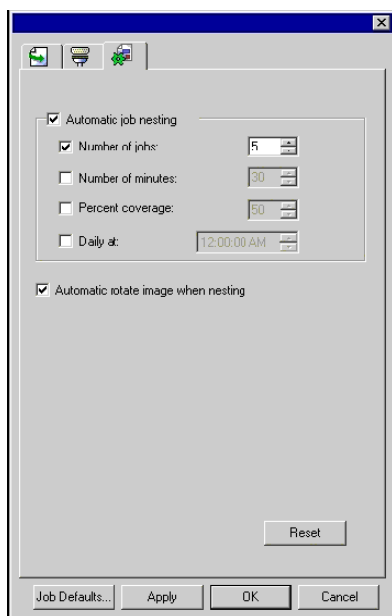 Automatic job nesting
Number of jobs: 5
Number of minutes: 30
Percent coverage: 50
Daily at: 12:00:00 AM
Automatic rotate image when nesting
Reset
Job Defaults... Apply OK Cancel